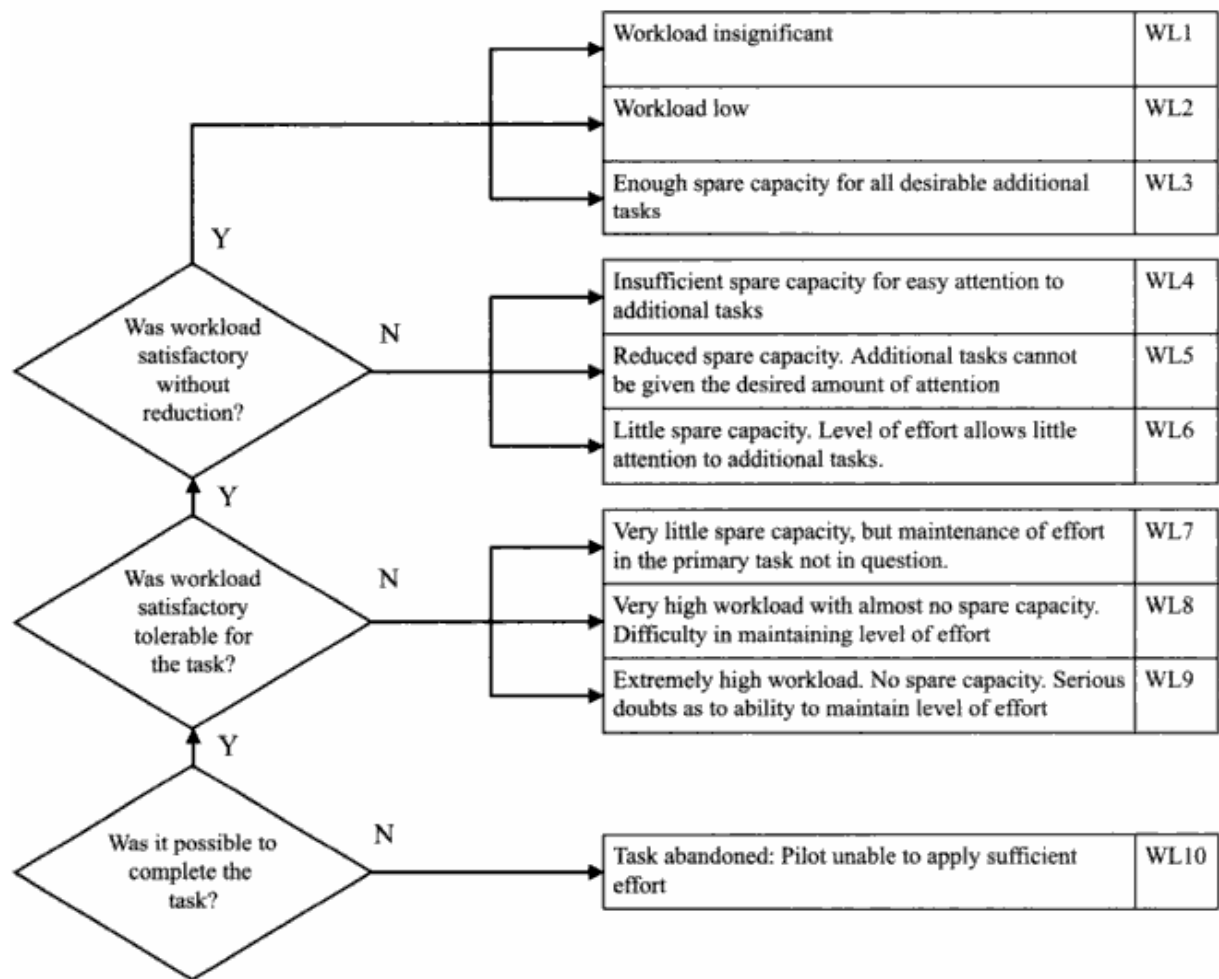 Workload insignificant
WL1
Workload low
WL2
Enough spare capacity for all desirable additional
tasks
WL3
Y
Was workload
satisfactory
without
reduction?
N
Insufficient spare capacity for easy attention to
additional tasks
WL4
Reduced spare capacity. Additional tasks cannot
be given the desired amount of attention
WL5
Little spare capacity. Level of effort allows little
attention to additional tasks.
WL6
Y
Was workload
satisfactory
tolerable for
the task?
N
Very little spare capacity, but maintenance of effort
in the primary task not in question.
WL7
Very high workload with almost no spare capacity.
Difficulty in maintaining level of effort
WL8
Extremely high workload. No spare capacity. Serious
doubts as to ability to maintain level of effort
WL9
Y
Was it possible to
complete the
task?
N
Task abandoned: Pilot unable to apply sufficient
effort
WL10